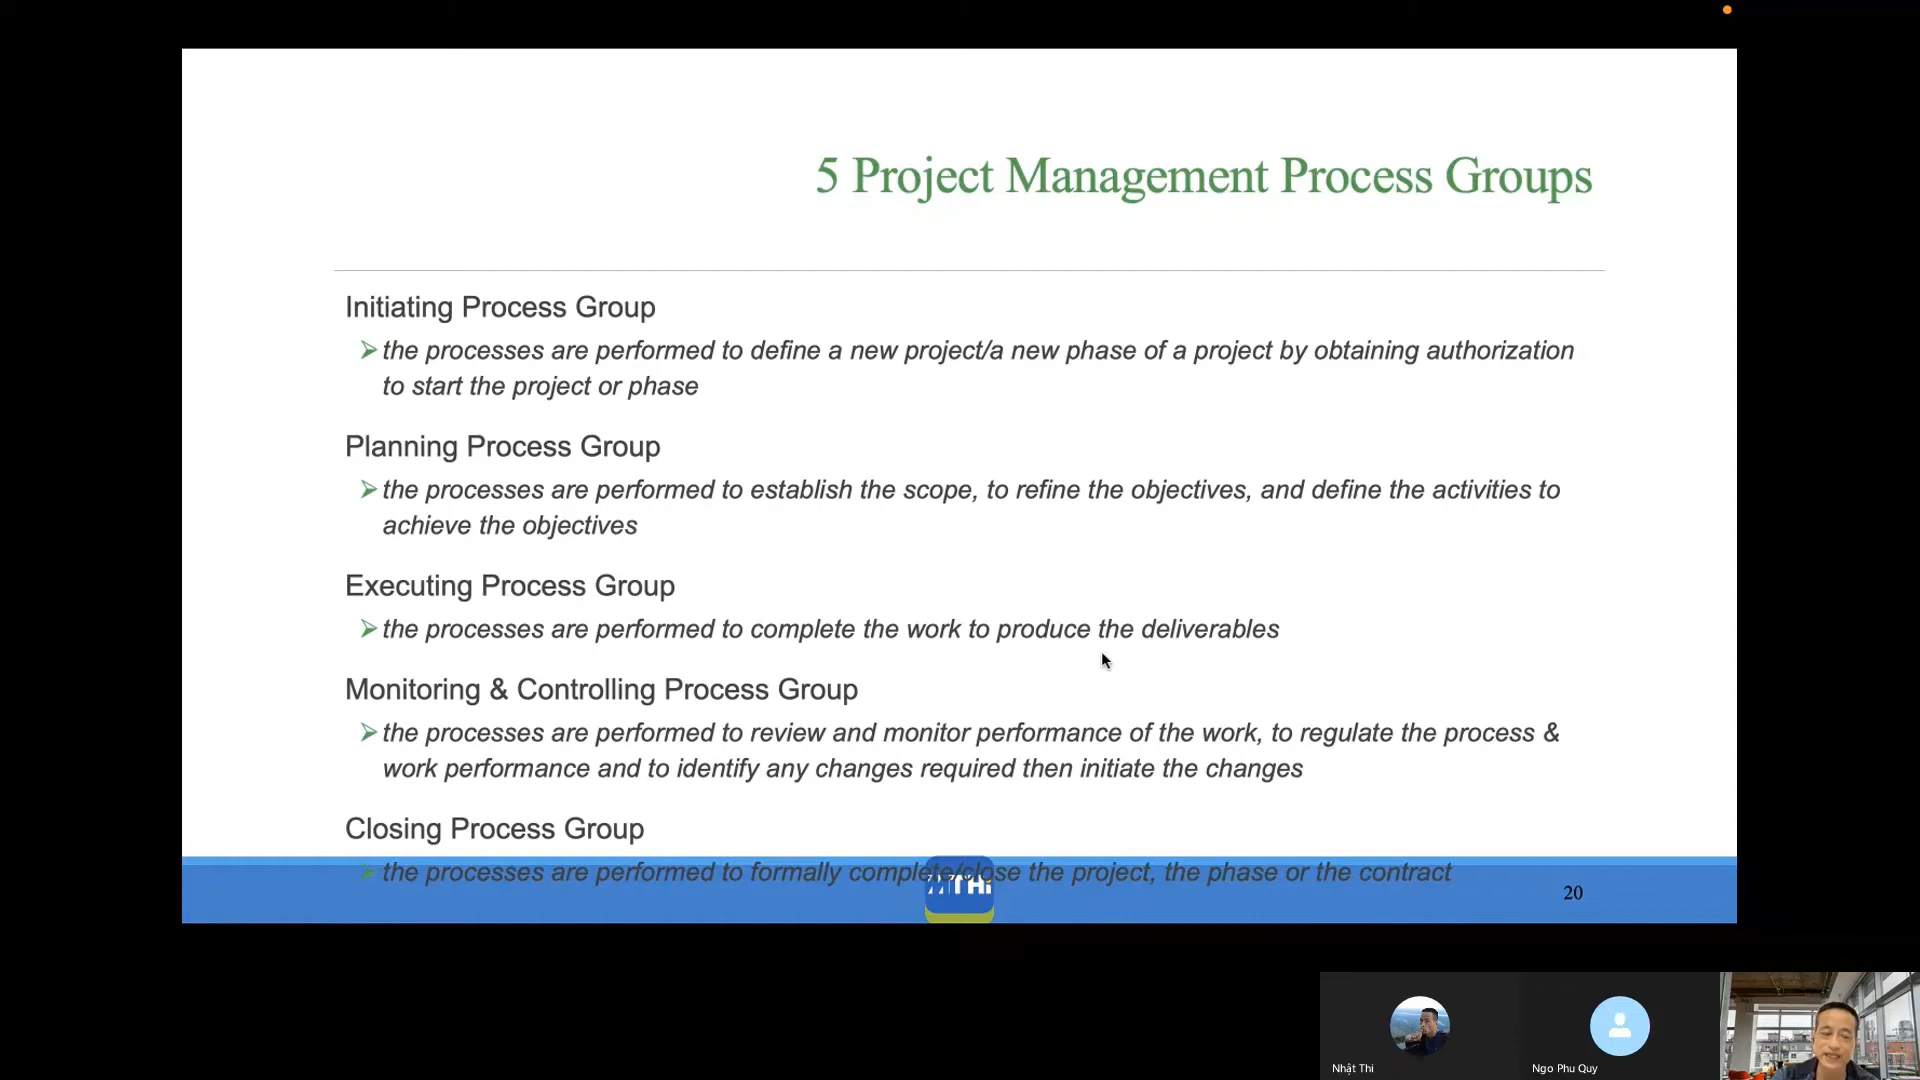 5 Project Management Process Groups
Initiating Process Group
the processes are performed to define a new project/a new phase of a project by obtaining authorization
to start the project or phase
Planning Process Group
the processes are performed to establish the scope, to refine the objectives, and define the activities to
achieve the objectives
Executing Process Group
the processes are performed to complete the work to produce the deliverables
Monitoring & Controlling Process Group
the processes are performed to review and monitor performance of the work, to regulate the process &
work performance and to identify any changes required then initiate the changes
Closing Process Group
the processes are performed to formally complete/close the project, the phase or the contract
MTHi
20
Nhật Thi
Ngo Phu Quy